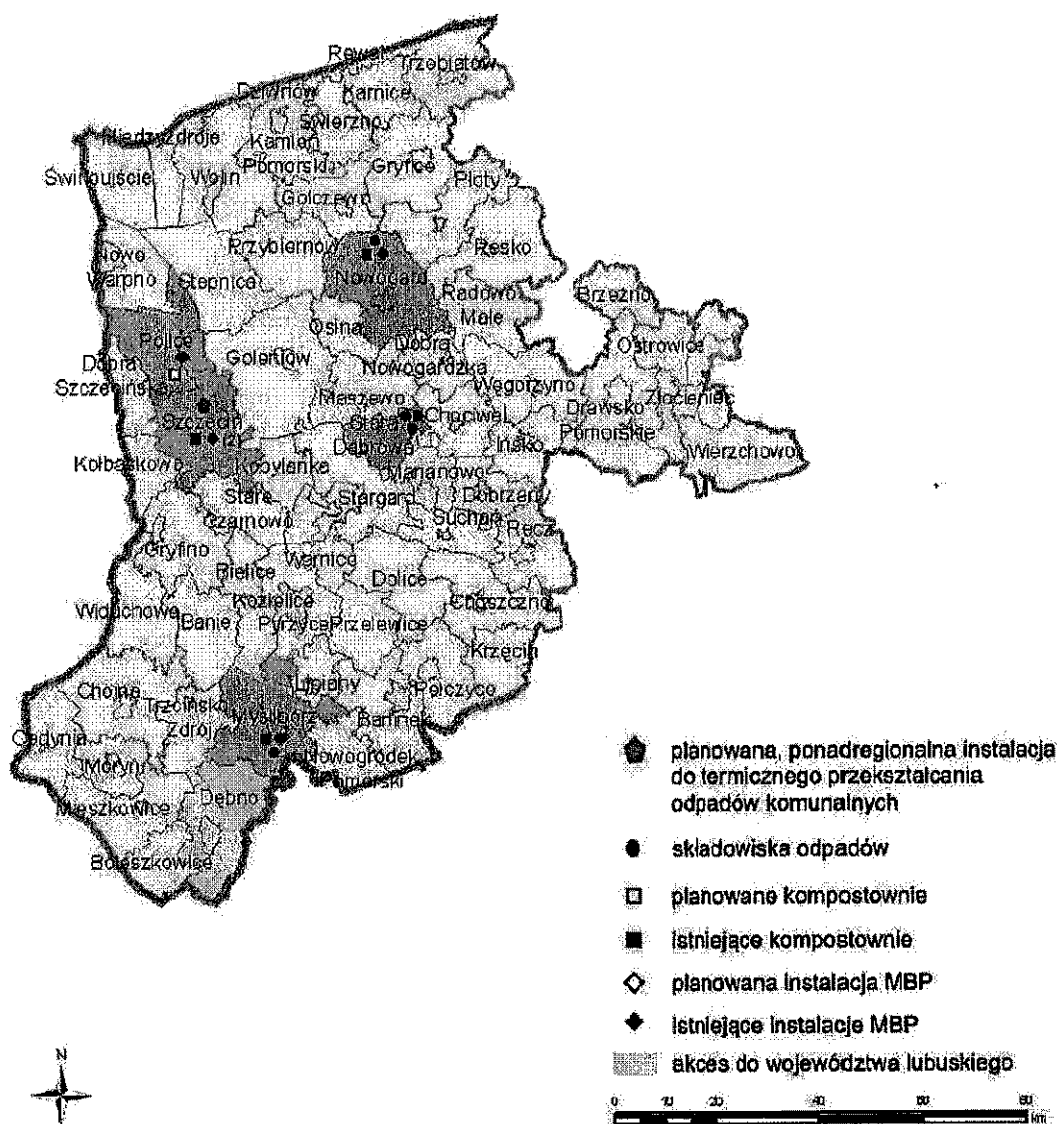 Rewal
Trzebiatów
Dziwnów
Karnice
Świerzno
Międzyzdroje
Kamień
Pomorski
Gryfice
Świnoujście
Wolin
Płoty
Golczewo
Przybiernów
Resko
Nowo
Warpno
Stepnica
Nowogard
Radowo
Małe
Brzeżno
Osina
Dobra
Ostrowice
Police
Goleniów
Nowogardzka
Dobra
Szczecińska
Węgorzyno
Maszewo
Złocieniec
Szczecin
Chociwel
Drawsko
Pomorskie
Stara
Dąbrowa
(2)
Ińsko
Wierzchowo
Kołbaskowo
Kobylanka
Marianowo
Stare
Czarnowo
Stargard
Dobrzany
Suchań
Recz
Gryfino
Warnice
Bielice
Dolice
Widuchowa
Kozielice
Choszczno
Banie
Pyrzyce
Przelewice
Krzęcin
Lipiany
Pełczyce
Chojna
Trzcińsko
Zdrój
Myślibórz
Barlinek
Cedynia
Nowogródek
Pomorski
Moryń
Dębno
Mieszkowice
Boleszkowice
planowana, ponadregionalna instalacja
do termicznego przekształcania
odpadów komunalnych
składowiska odpadów
planowane kompostownie
istniejące kompostownie
planowana instalacja MBP
istniejące instalacje MBP
akces do województwa lubuskiego
N
0 10 20 40 60 80
km